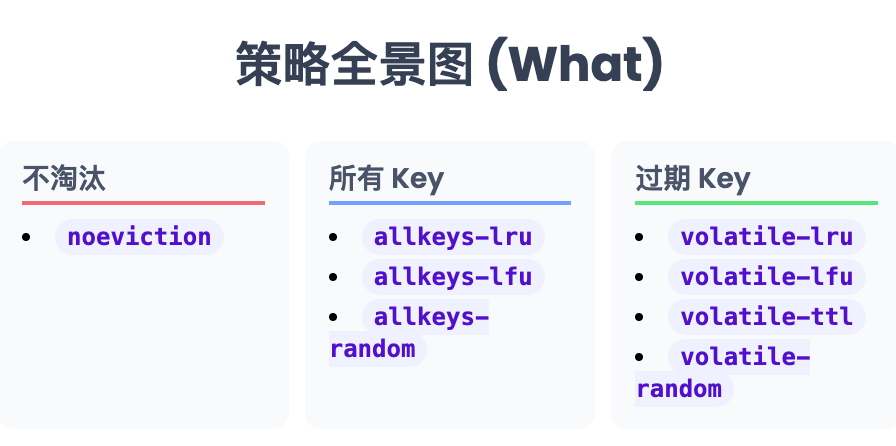 策略全景图 (What)
不淘汰
noeviction
所有 Key
allkeys-lru
allkeys-lfu
allkeys-
random
过期 Key
volatile-lru
volatile-lfu
volatile-ttl
volatile-
random